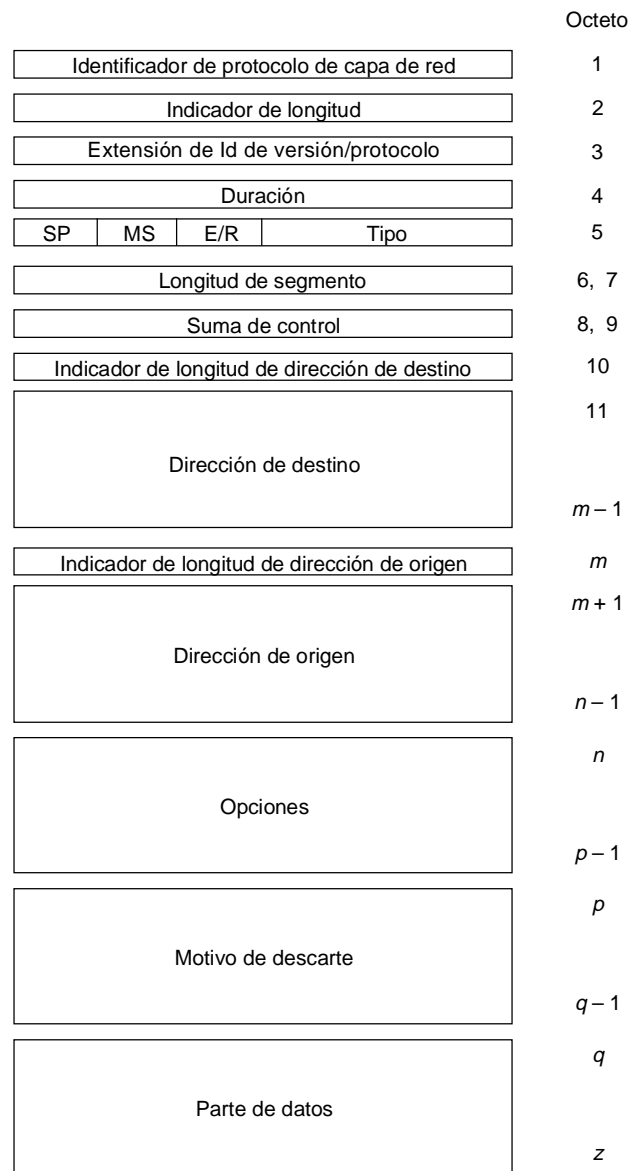 Octeto
Identificador de protocolo de capa de red 1
Indicador de longitud 2
Extensión de Id de versión/protocolo 3
Duración 4
SP MS E/R Tipo 5
Longitud de segmento 6, 7
Suma de control 8, 9
Indicador de longitud de dirección de destino 10
11
Dirección de destino
m – 1
Indicador de longitud de dirección de origen m
m + 1
Dirección de origen
n – 1
n
Opciones
p – 1
p
Motivo de descarte
q – 1
q
Parte de datos
z